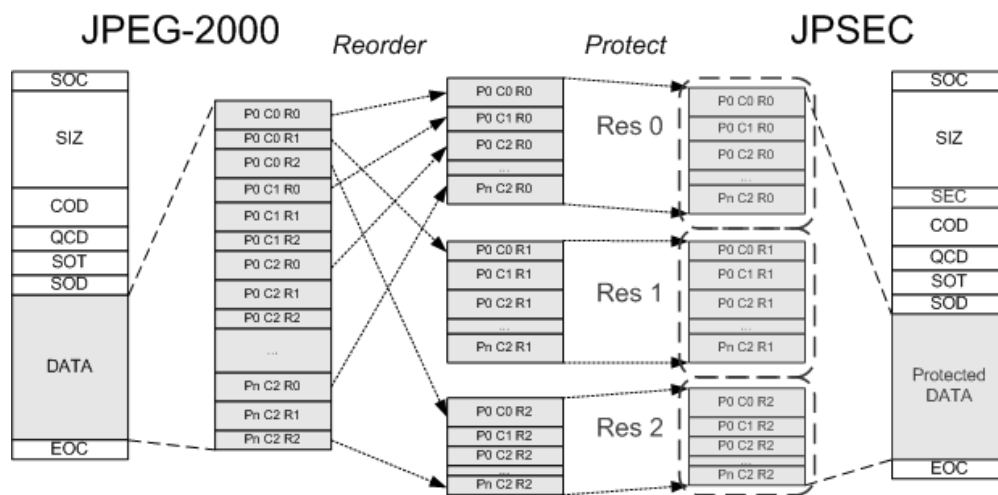 JPEG-2000
Reorder
Protect
JPSEC
SOC
SIZ
COD
QCD
SOT
SOD
DATA
EOC
P0 C0 R0
P0 C0 R1
P0 C0 R2
P0 C1 R0
P0 C1 R1
P0 C1 R2
P0 C2 R0
P0 C2 R1
P0 C2 R2
...
Pn C2 R0
Pn C2 R1
Pn C2 R2
P0 C0 R0
P0 C1 R0
P0 C2 R0
...
Pn C2 R0
P0 C0 R1
P0 C1 R1
P0 C2 R1
...
Pn C2 R1
P0 C0 R2
P0 C1 R2
P0 C2 R2
...
Pn C2 R2
Res 0
Res 1
Res 2
P0 C0 R0
P0 C1 R0
P0 C2 R0
...
Pn C2 R0
P0 C0 R1
P0 C1 R1
P0 C2 R1
...
Pn C2 R1
P0 C0 R2
P0 C1 R2
P0 C2 R2
...
Pn C2 R2
SOC
SIZ
SEC
COD
QCD
SOT
SOD
Protected
DATA
EOC